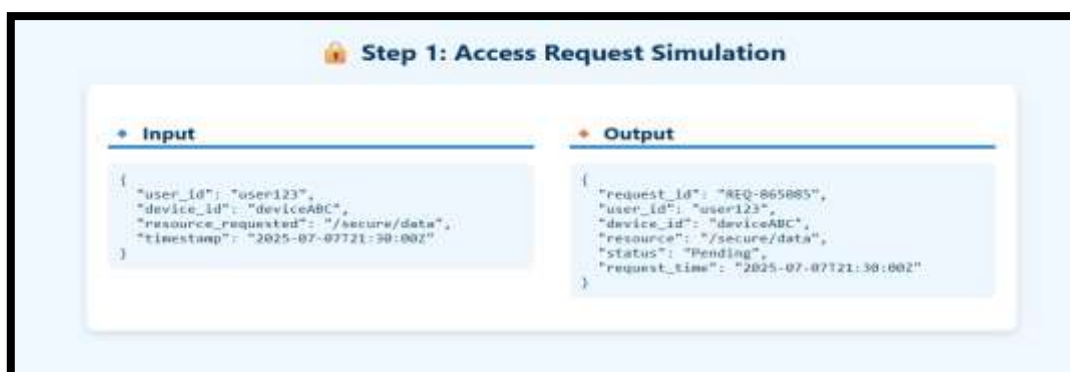 Step 1: Access Request Simulation
Input
{
"user_id": "user123",
"device_id": "deviceABC",
"resource_requested": "/secure/data",
"timestamp": "2025-07-07T21:30:00Z"
}
Output
{
"request_id": "REQ-865085",
"user_id": "user123",
"device_id": "deviceABC",
"resource": "/secure/data",
"status": "Pending",
"request_time": "2025-07-07T21:30:00Z"
}